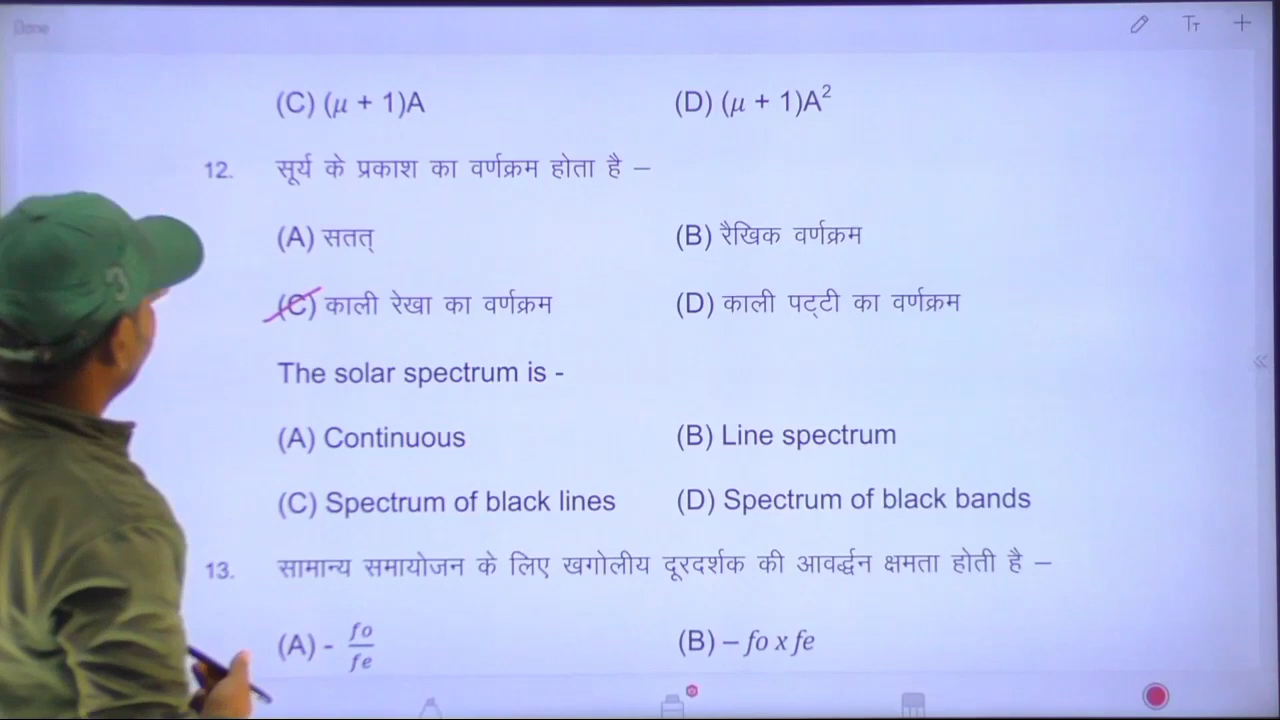 Done
(C) (μ + 1)A (D) (μ + 1)A²
12. सूर्य के प्रकाश का वर्णक्रम होता है –
(A) सतत् (B) रैखिक वर्णक्रम
(C) काली रेखा का वर्णक्रम (D) काली पट्टी का वर्णक्रम
The solar spectrum is -
(A) Continuous (B) Line spectrum
(C) Spectrum of black lines (D) Spectrum of black bands
13. सामान्य समायोजन के लिए खगोलीय दूरदर्शक की आवर्द्धन क्षमता होती है –
(A) - fo/fe (B) – fo x fe